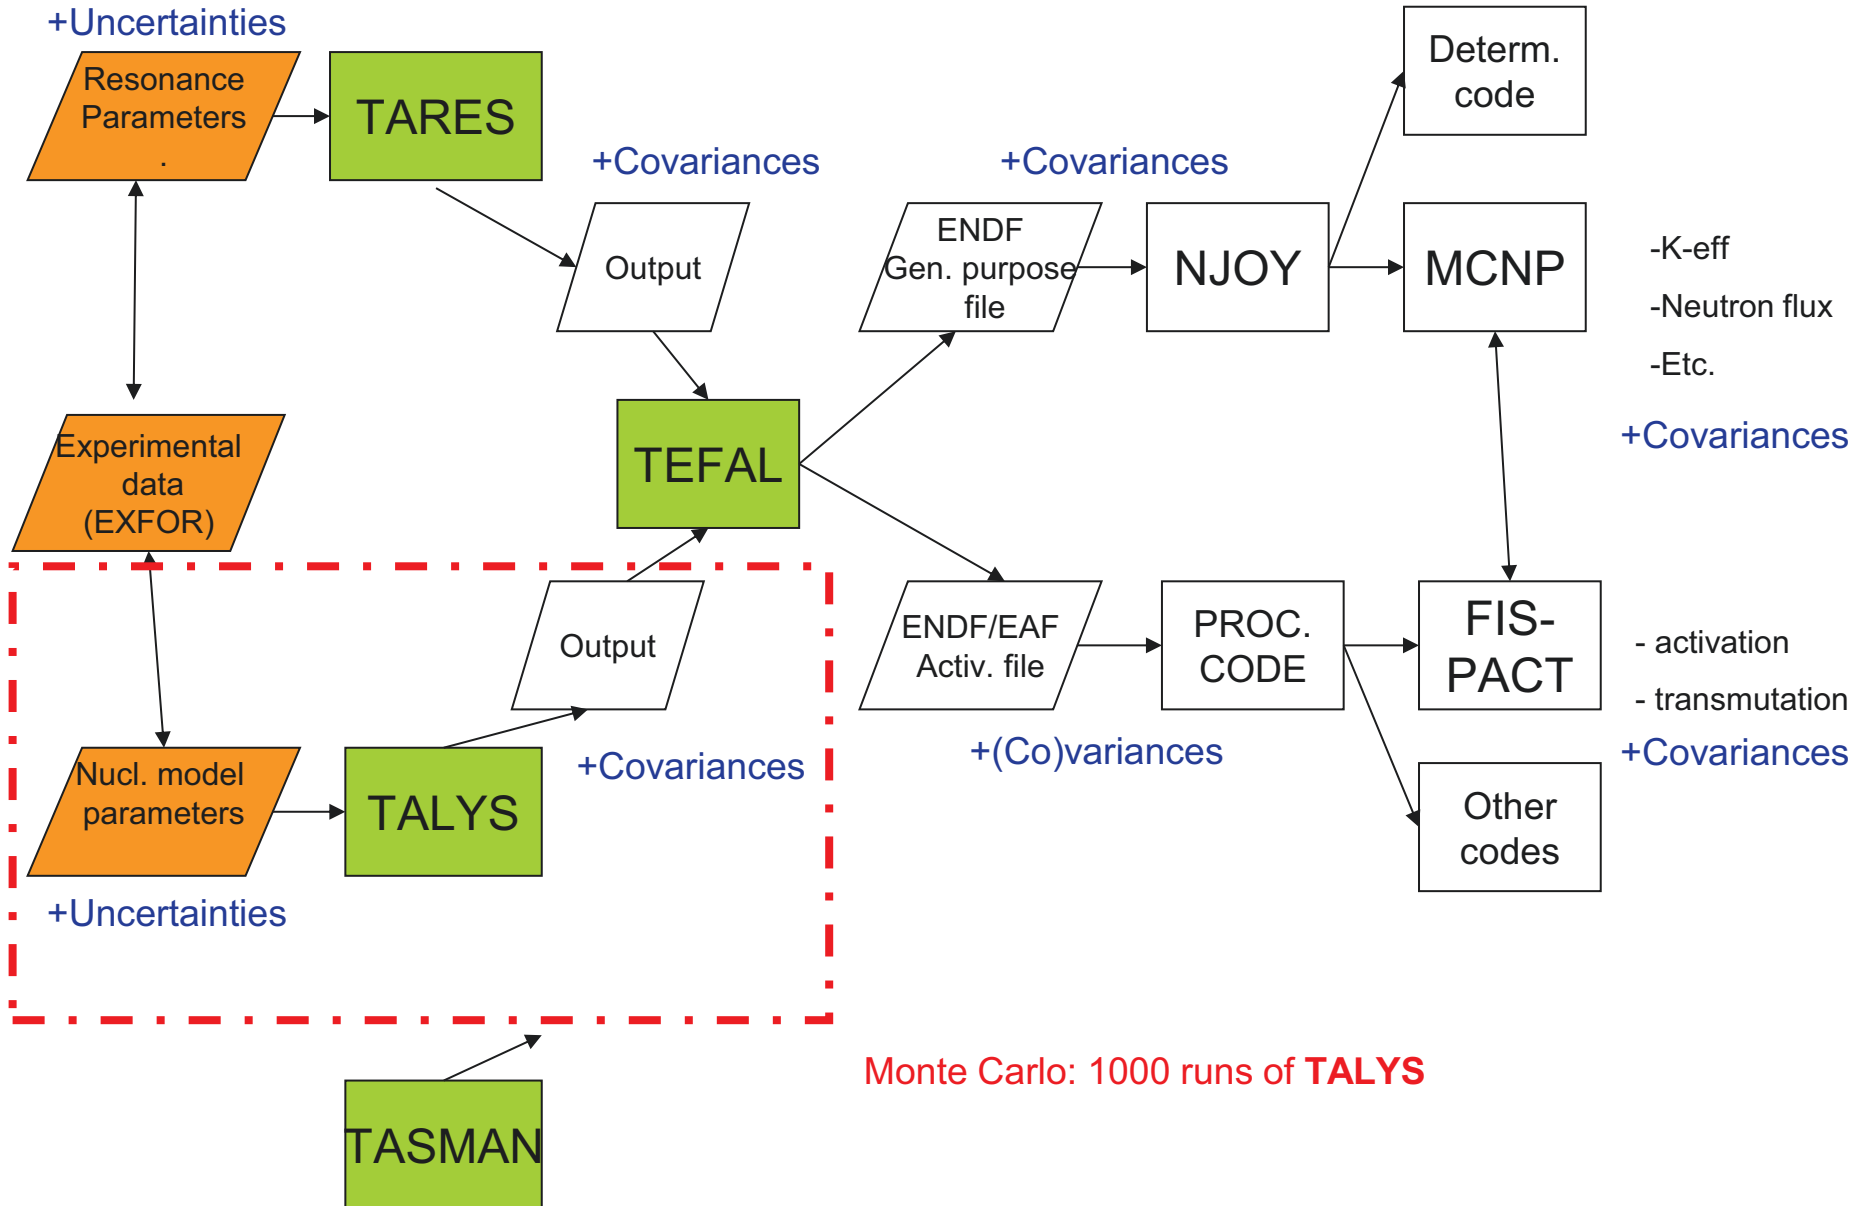 +Uncertainties
Resonance
Parameters
.
TARES
+Covariances
Output
+Covariances
ENDF
Gen. purpose
file
NJOY
Determ.
code
MCNP
-K-eff
-Neutron flux
-Etc.
+Covariances
Experimental
data
(EXFOR)
TEFAL
Output
+Covariances
Nucl. model
parameters
+Uncertainties
TALYS
ENDF/EAF
Activ. file
+(Co)variances
PROC.
CODE
FIS-
PACT
- activation
- transmutation
+Covariances
Other
codes
Monte Carlo: 1000 runs of TALYS
TASMAN